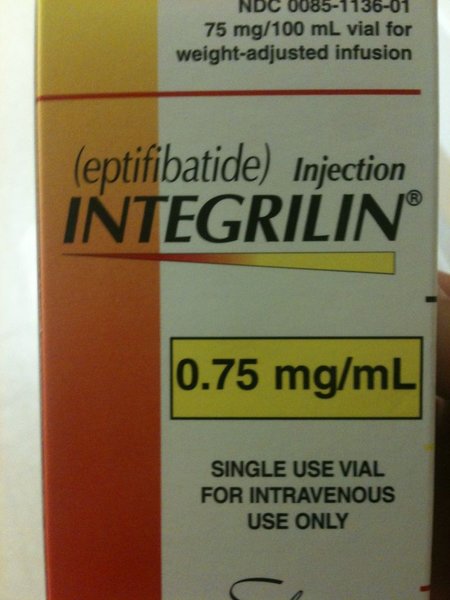 NDC 0085-1136-01
75 mg/100 mL vial for
weight-adjusted infusion
(eptifibatide) Injection
INTEGRILIN®
0.75 mg/mL
SINGLE USE VIAL
FOR INTRAVENOUS
USE ONLY